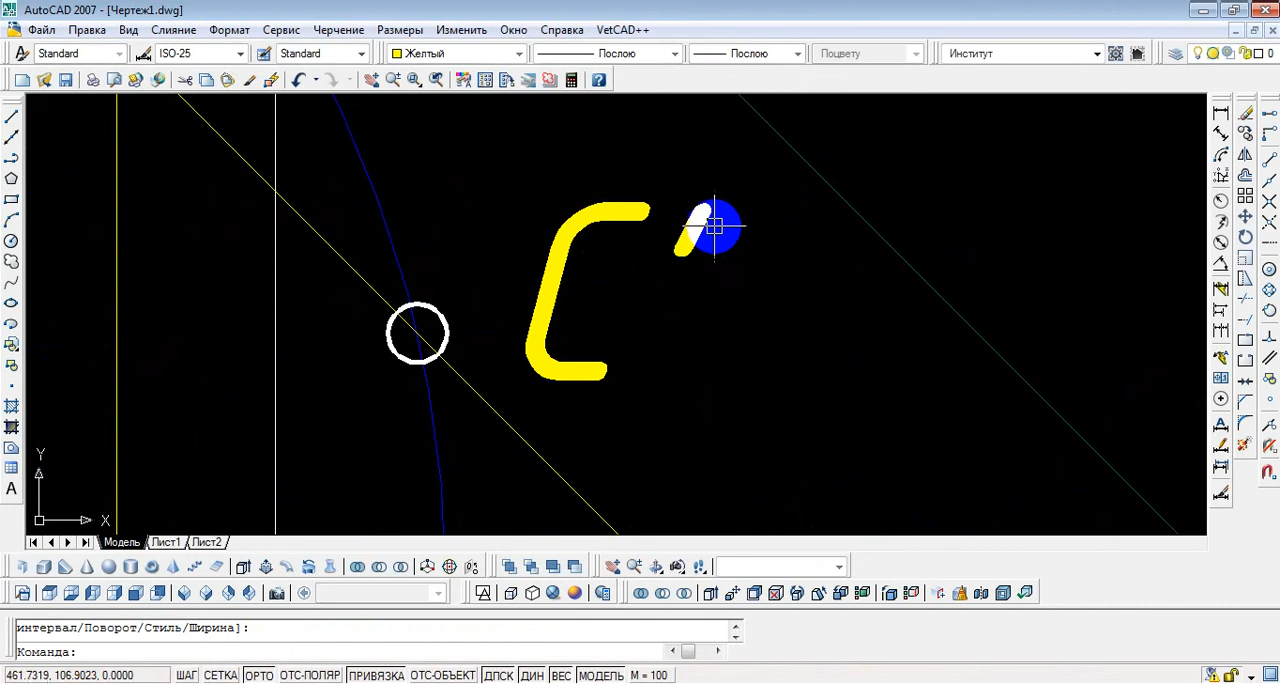 AutoCAD 2007 - [Чертеж1.dwg]
Файл Правка Вид Слияние Формат Сервис Черчение Размеры Изменить Окно Справка VetCAD++
Standard ISO-25 Standard Желтый Послою Послою Поцвету Институт 0
C'
Y
X
Модель Лист1 Лист2
интервал/Поворот/Стиль/Ширина]:
Команда:
461.7319, 106.9023, 0.0000 ШАГ СЕТКА ОРТО ОТС-ПОЛЯР ПРИВЯЗКА ОТС-ОБЪЕКТ ДПСК ДИН ВЕС МОДЕЛЬ M = 100